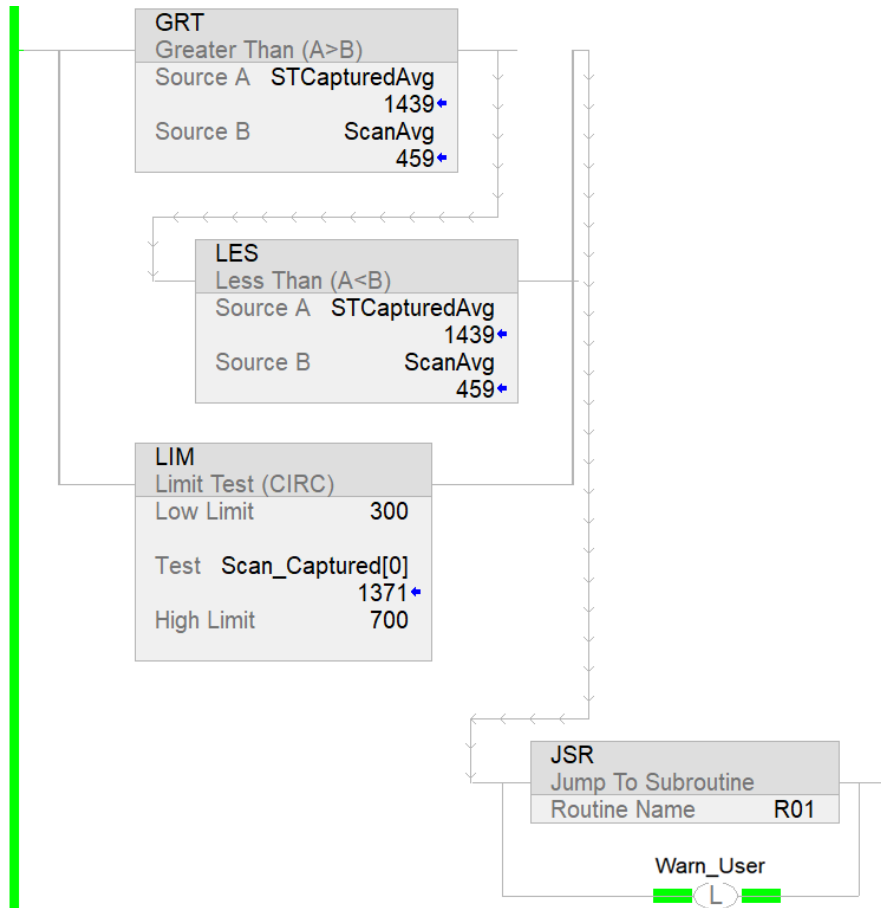 GRT
Greater Than (A>B)
Source A STCapturedAvg
1439
Source B ScanAvg
459
LES
Less Than (A<B)
Source A STCapturedAvg
1439
Source B ScanAvg
459
LIM
Limit Test (CIRC)
Low Limit 300
Test Scan_Captured[0]
1371
High Limit 700
JSR
Jump To Subroutine
Routine Name R01
Warn_User
L